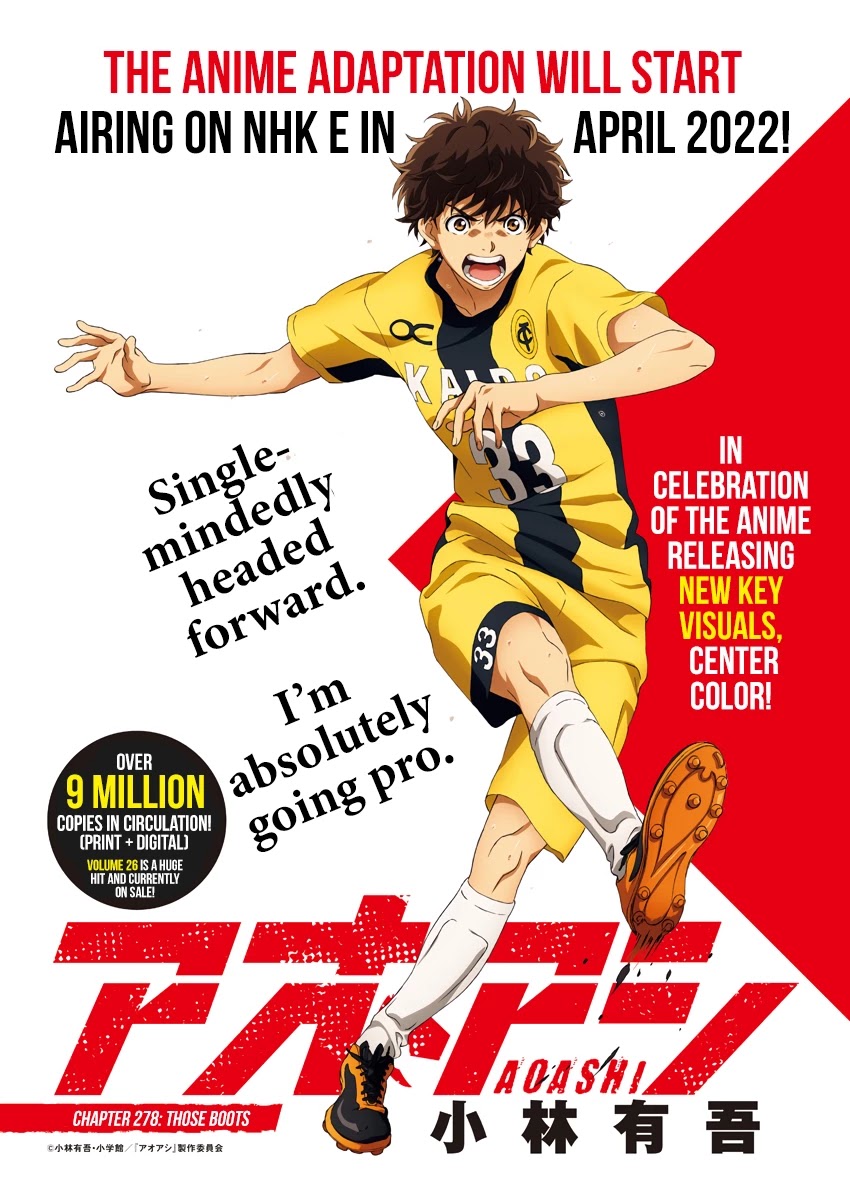 THE ANIME ADAPTATION WILL START
AIRING ON NHK E IN APRIL 2022!
33
33
Single-
mindedly
headed
forward.
I'm
absolutely
going pro.
IN
CELEBRATION
OF THE ANIME
RELEASING
NEW KEY
VISUALS,
CENTER
COLOR!
OVER
9 MILLION
COPIES IN CIRCULATION!
(PRINT + DIGITAL)
VOLUME 26 IS A HUGE
HIT AND CURRENTLY
ON SALE!
アオアシ
AOASHI
CHAPTER 278: THOSE BOOTS
小林有吾
©小林有吾・小学館/『アオアシ』製作委員会